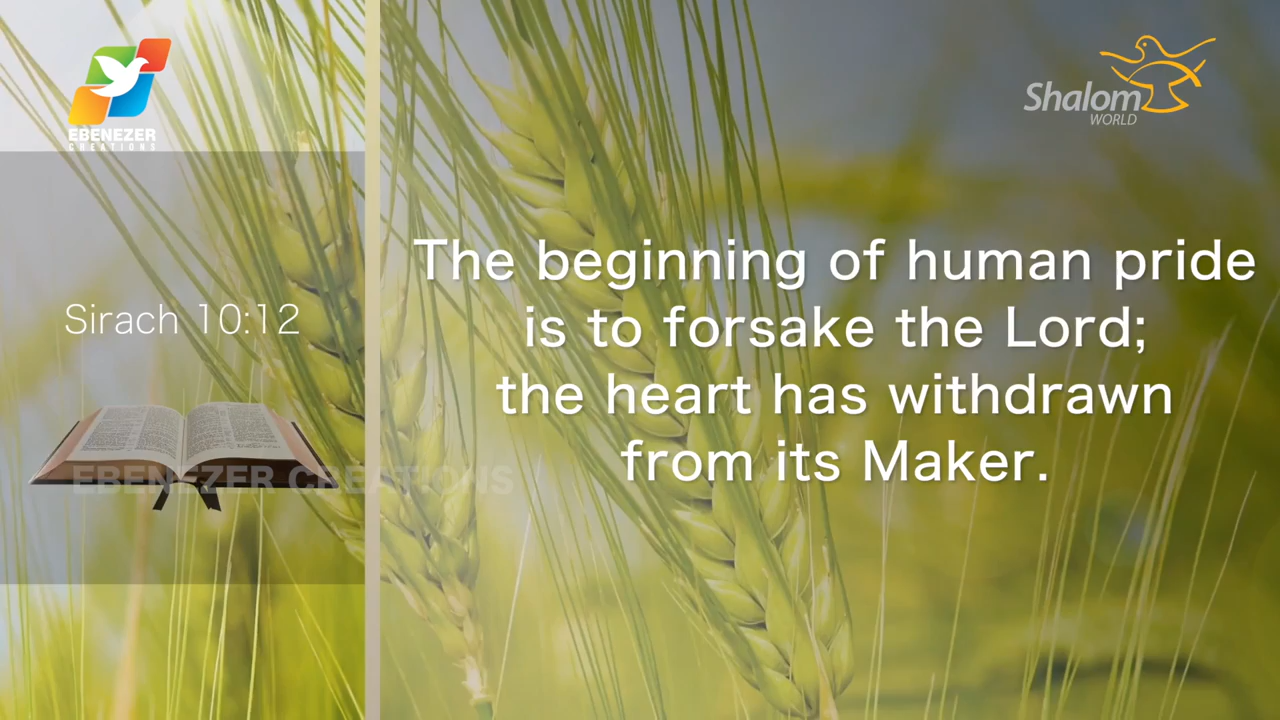 EBENEZER
CREATIONS
Shalom
WORLD
Sirach 10:12
The beginning of human pride
is to forsake the Lord;
the heart has withdrawn
from its Maker.
EBENEZER CREATIONS